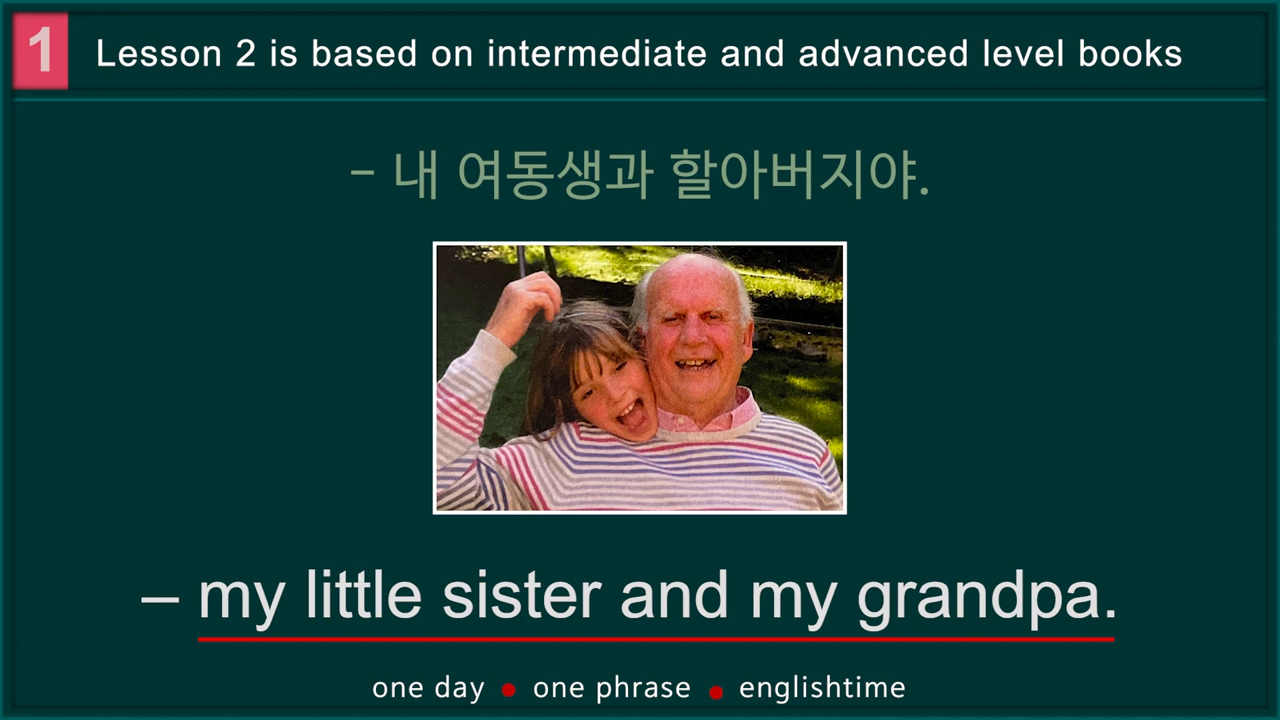 1 Lesson 2 is based on intermediate and advanced level books
– 내 여동생과 할아버지야.
– my little sister and my grandpa.
one day • one phrase • englishtime